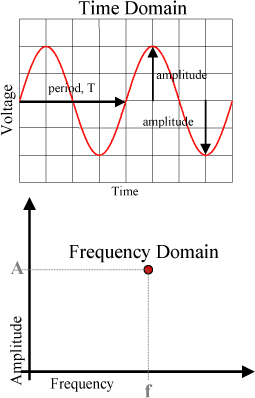 Time Domain
Voltage
amplitude
period, T
amplitude
Time
Frequency Domain
A
Amplitude
Frequency
f